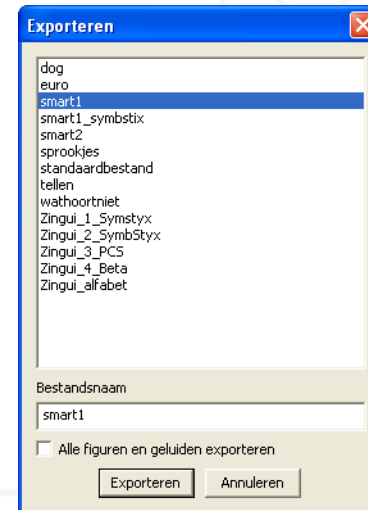 Exporteren
dog
euro
smart1
smart1_symbstix
smart2
sprookjes
standaardbestand
tellen
wathoortniet
Zingui_1_Symstyx
Zingui_2_SymbStyx
Zingui_3_PCS
Zingui_4_Beta
Zingui_alfabet
Bestandsnaam
smart1
Alle figuren en geluiden exporteren
Exporteren Annuleren